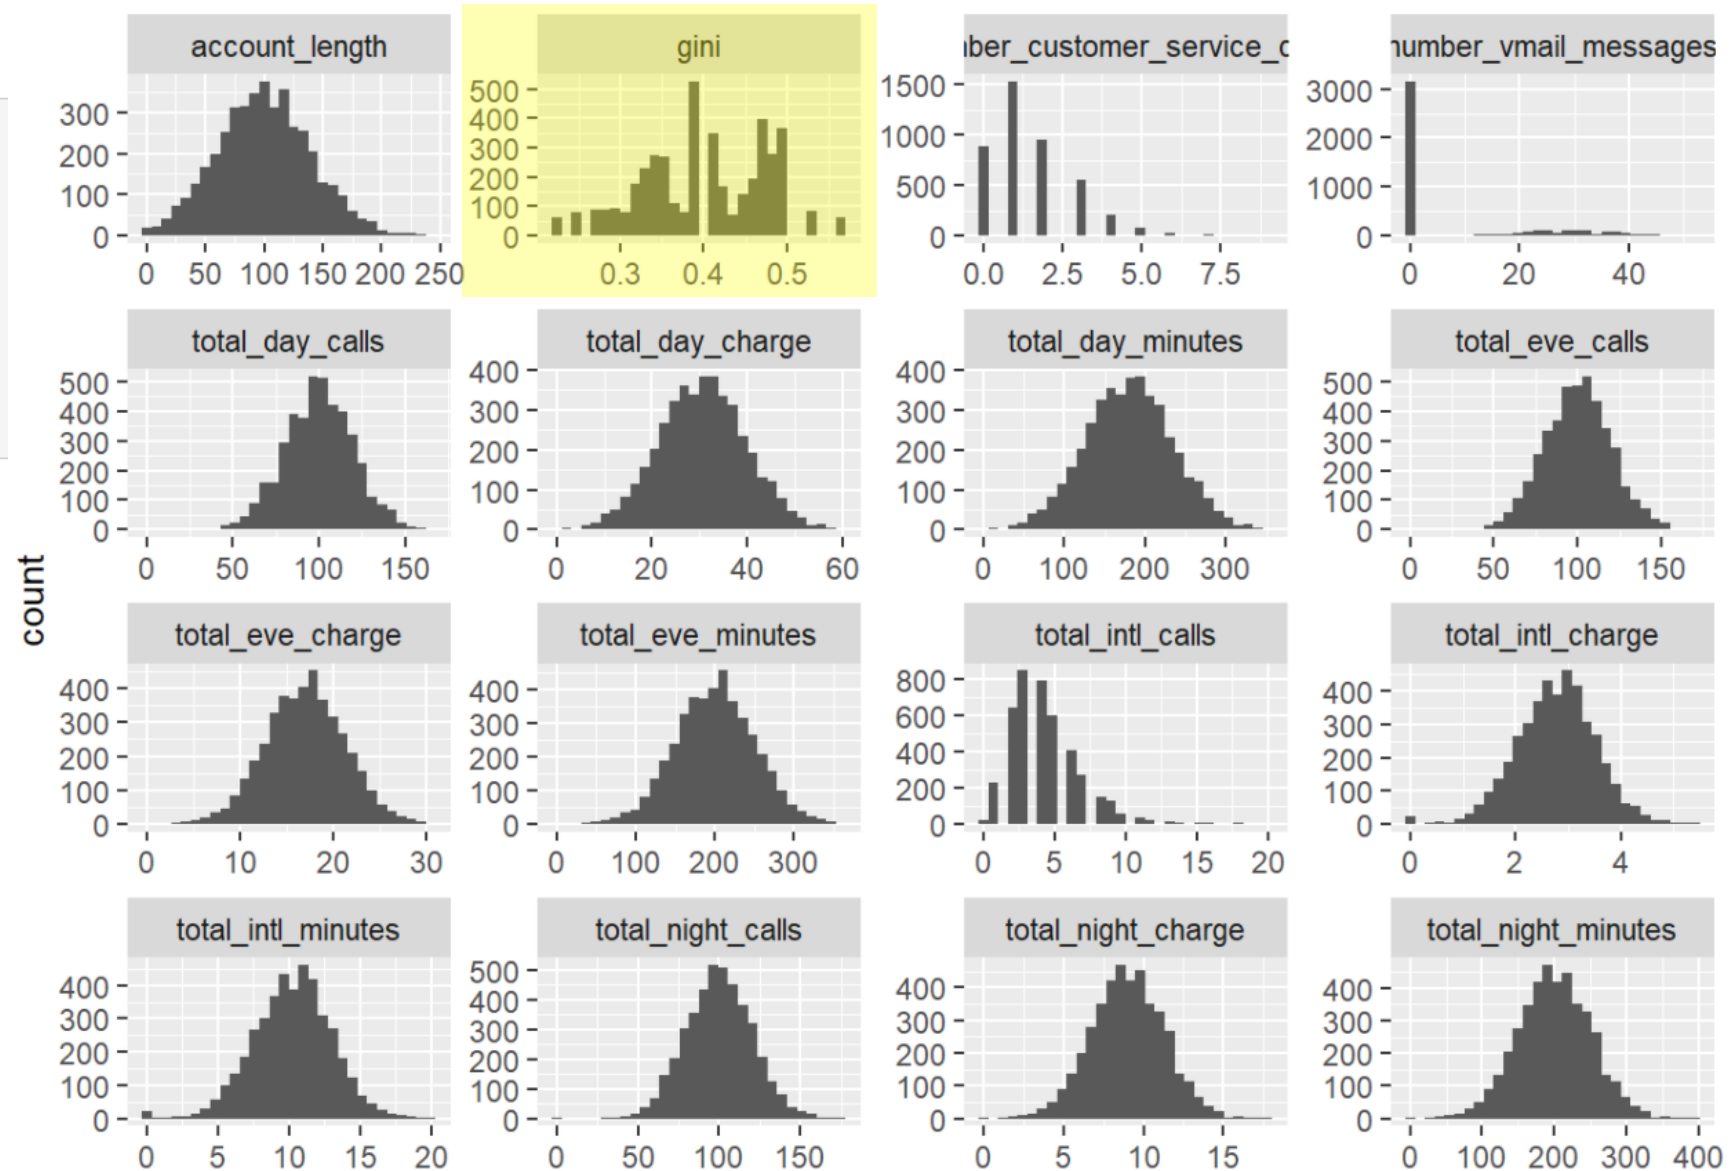 account_length
gini
nber_customer_service_c
number_vmail_messages
500 1500 3000
300 400 1000 2000
200 300 500 1000
100 200 0 0
0 100
0
0 50 100 150 200 250 0.3 0.4 0.5 0.0 2.5 5.0 7.5 0 20 40
total_day_calls
total_day_charge
total_day_minutes
total_eve_calls
500 400 400 500
400 300 300 400
300 200 200 300
200 100 100 200
100 0 0 100
0 0
0 50 100 150 0 20 40 60 0 100 200 300 0 50 100 150
count
total_eve_charge
total_eve_minutes
total_intl_calls
total_intl_charge
400 400 800 400
300 300 600 300
200 200 400 200
100 100 200 100
0 0 0 0
0 10 20 30 0 100 200 300 0 5 10 15 20 0 2 4
total_intl_minutes
total_night_calls
total_night_charge
total_night_minutes
400 500 400 400
300 400 300 300
200 300 200 200
100 200 100 100
0 100 0 0
0
0 5 10 15 20 0 50 100 150 0 5 10 15 0 100 200 300 400